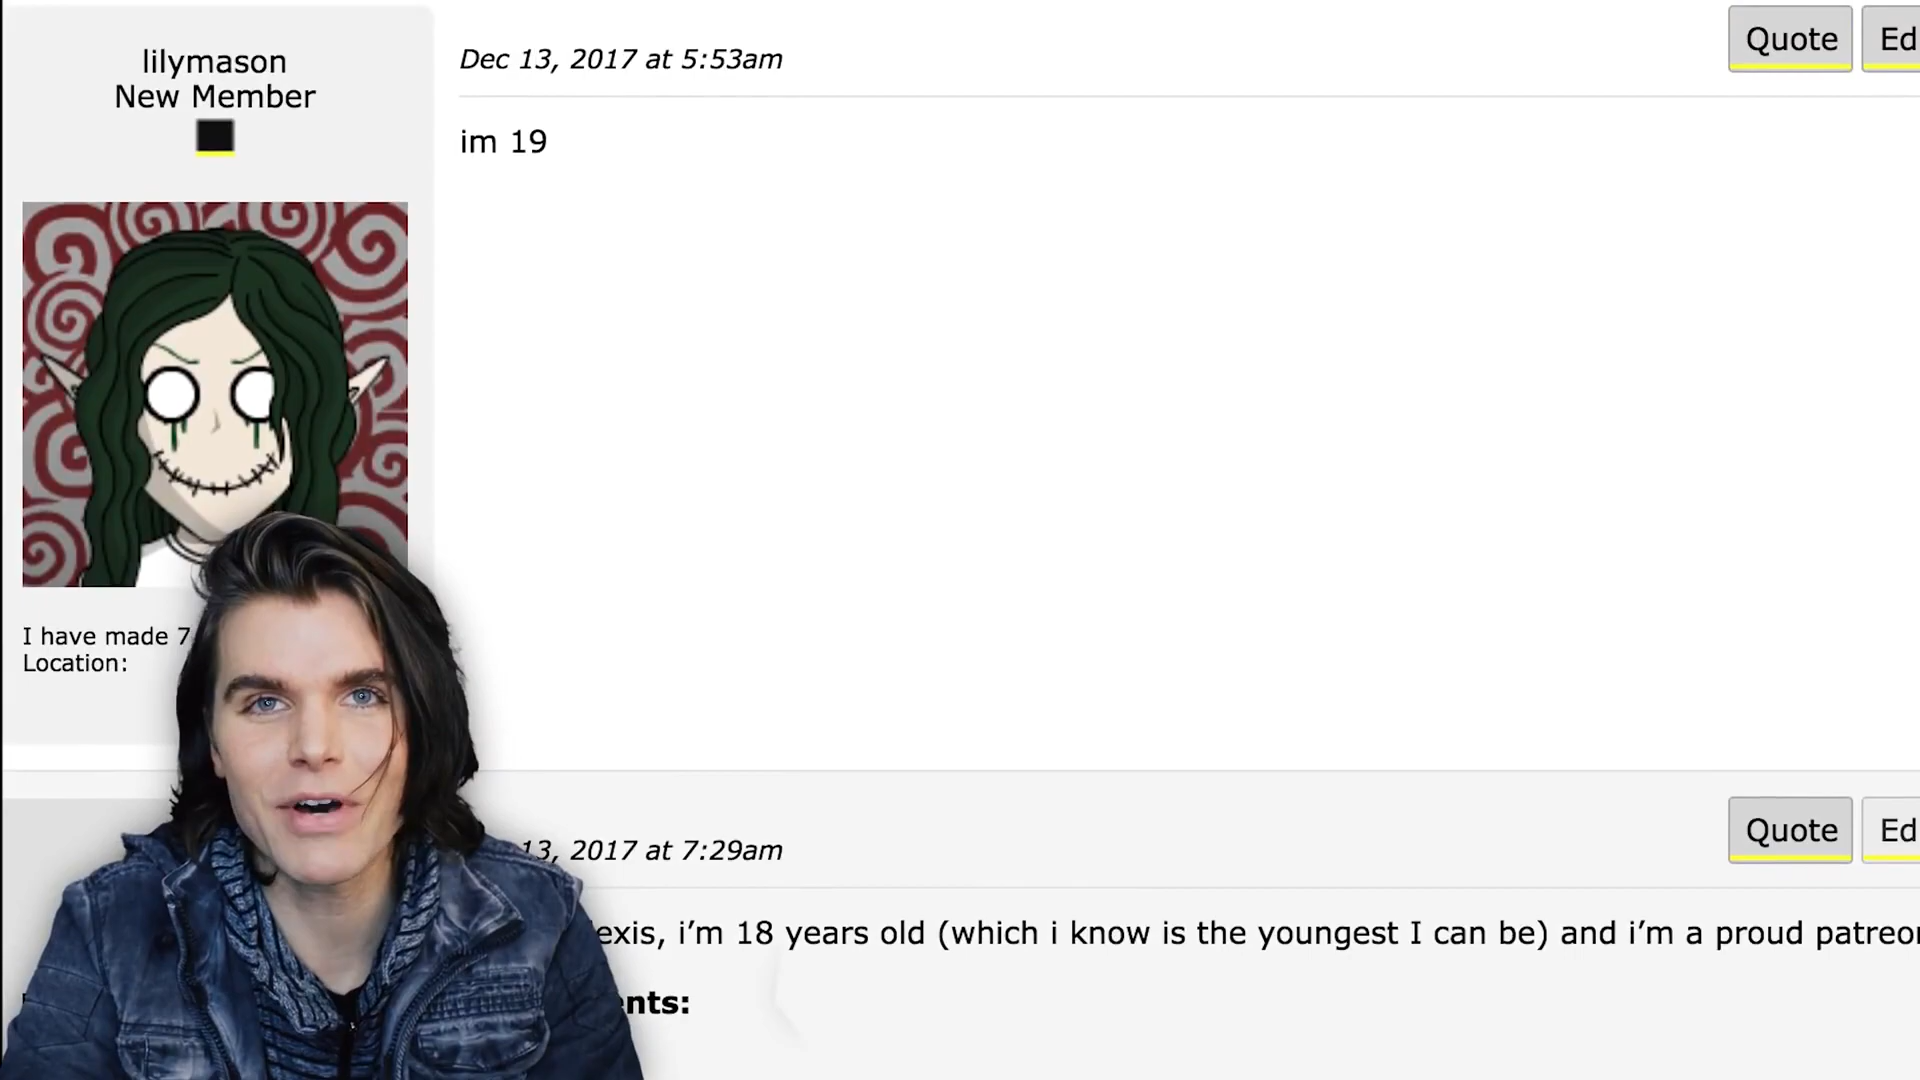 lilymason
New Member
Dec 13, 2017 at 5:53am
Quote
Ed
im 19
I have made 7
Location:
13, 2017 at 7:29am
Quote
Ed
exis, i’m 18 years old (which i know is the youngest I can be) and i’m a proud patreo
nts: